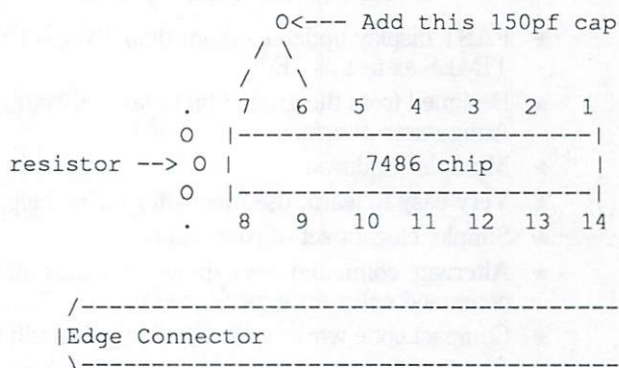 O<--- Add this 150pf cap
/ \
/ \
. 7 6 5 4 3 2 1
O |-------------------------|
resistor --> O | 7486 chip |
O |-------------------------|
. 8 9 10 11 12 13 14
/------------------------------
|Edge Connector
\------------------------------